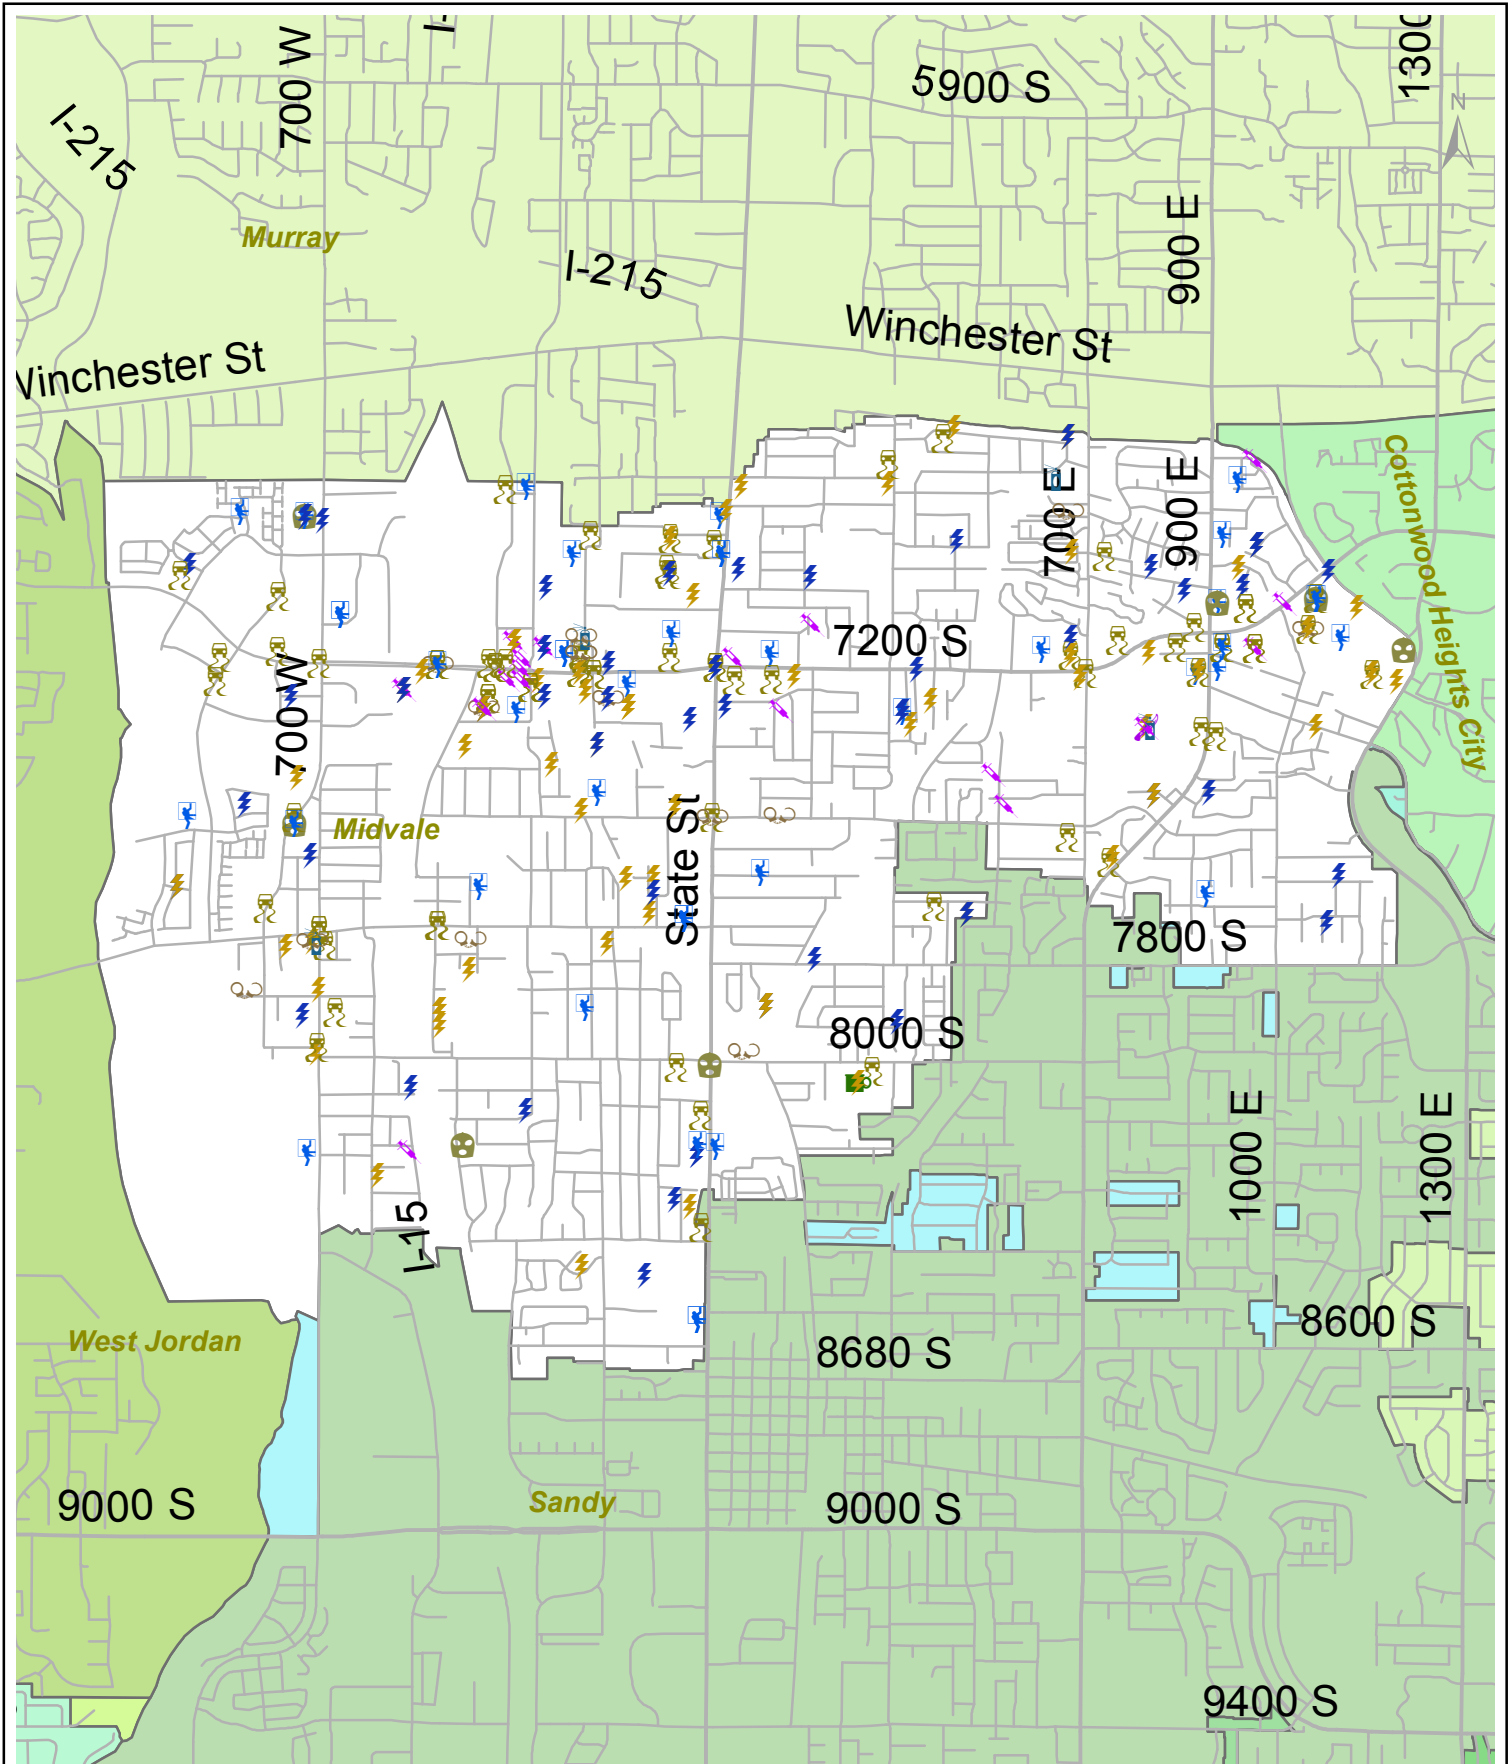 700 W
I-
1300
5900 S
N
I-215
Murray
900 E
I-215
Winchester St
Winchester St
Cottonwood Heights City
700 E
900 E
7200 S
700 W
Midvale
State St
7800 S
8000 S
1000 E
1300 E
I-15
West Jordan
8600 S
8680 S
9000 S
Sandy
9000 S
9400 S